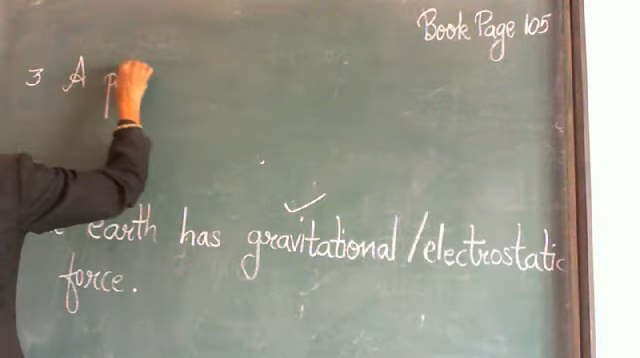 Book Page 105
3 A p
earth has gravitational/electrostatic
force.